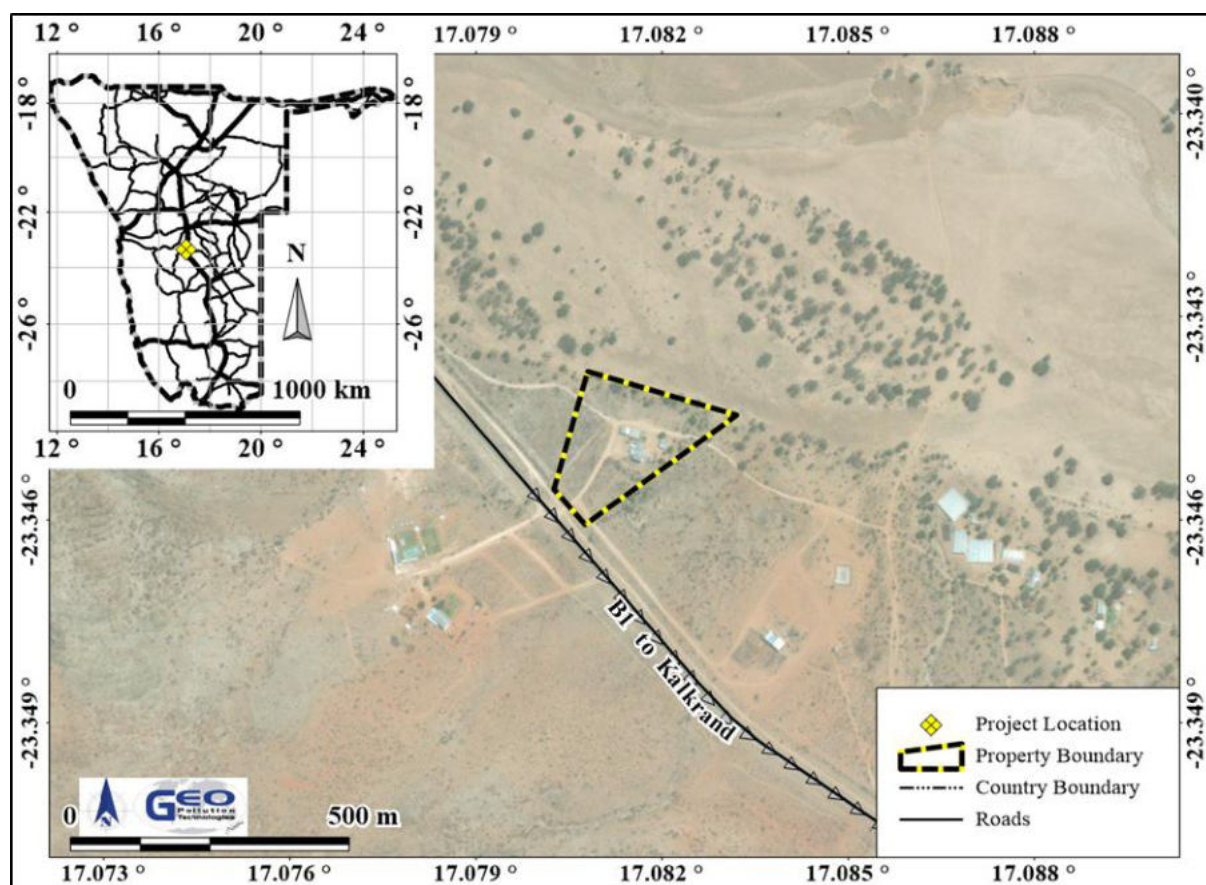 12 ° 16 ° 20 ° 24 °
17.079 ° 17.082 ° 17.085 ° 17.088 °
-18 °
-22 °
-26 °
N
0 1000 km
12 ° 16 ° 20 ° 24 °
-23.340 °
-23.343 °
-23.346 °
-23.349 °
-23.346 °
-23.349 °
-18 °
-22 °
-26 °
B1 to Kalkrand
Project Location
Property Boundary
Country Boundary
Roads
N
GEO
Pollution
Technologies
0 500 m
17.073 ° 17.076 ° 17.079 ° 17.082 ° 17.085 ° 17.088 °